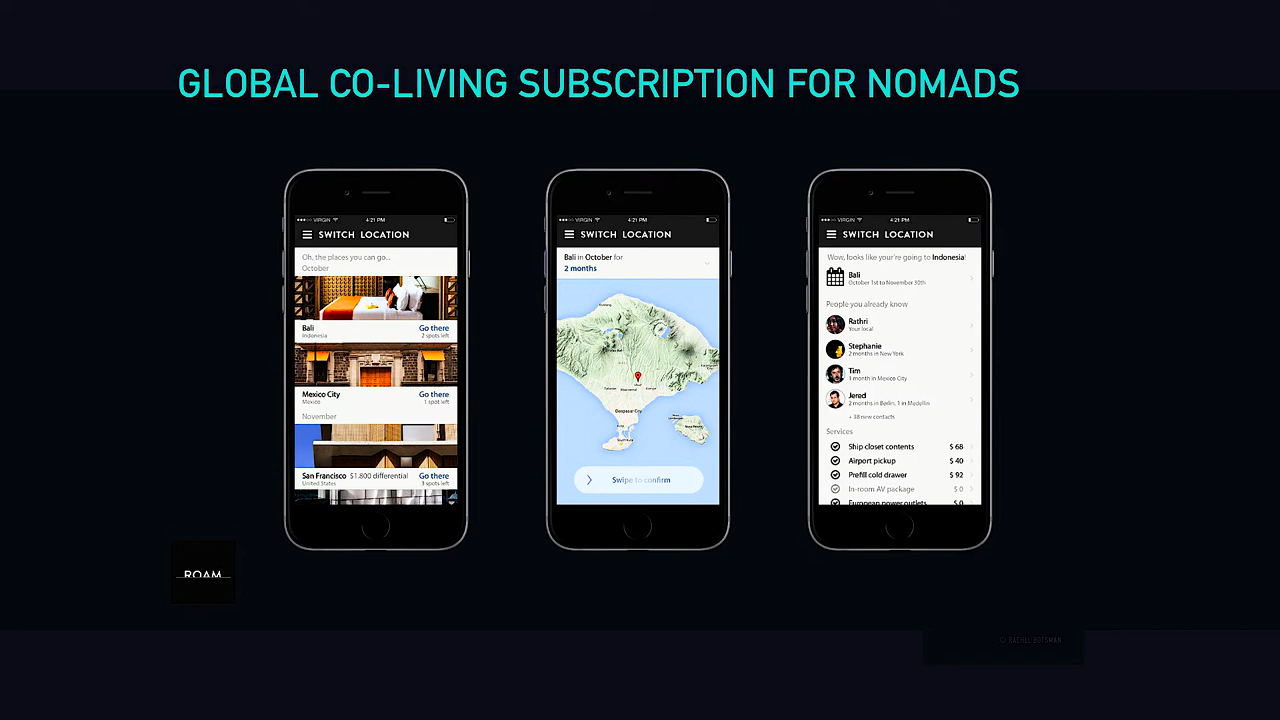 GLOBAL CO-LIVING SUBSCRIPTION FOR NOMADS
VIRGIN 4:21 PM
SWITCH LOCATION
Oh, the places you can go...
October
Bali Go there
Indonesia 2 spots left
Mexico City Go there
Mexico 1 spot left
November
San Francisco $1,800 differential Go there
United States 3 spots left
VIRGIN 4:21 PM
SWITCH LOCATION
Bali in October for
2 months
Denpasar City
Swipe to confirm
VIRGIN 4:21 PM
SWITCH LOCATION
Wow, looks like your're going to Indonesia!
Bali
October 1st to November 30th
People you already know
Rathri
Your local
Stephanie
2 months in New York
Tim
1 month in Mexico City
Jered
2 months in Berlin, 1 in Medellin
+ 38 new contacts
Services
Ship closet contents $ 68
Airport pickup $ 40
Prefill cold drawer $ 92
In-room AV package $ 0
European power outlets $ 0
ROAM
© RACHEL BOTSMAN